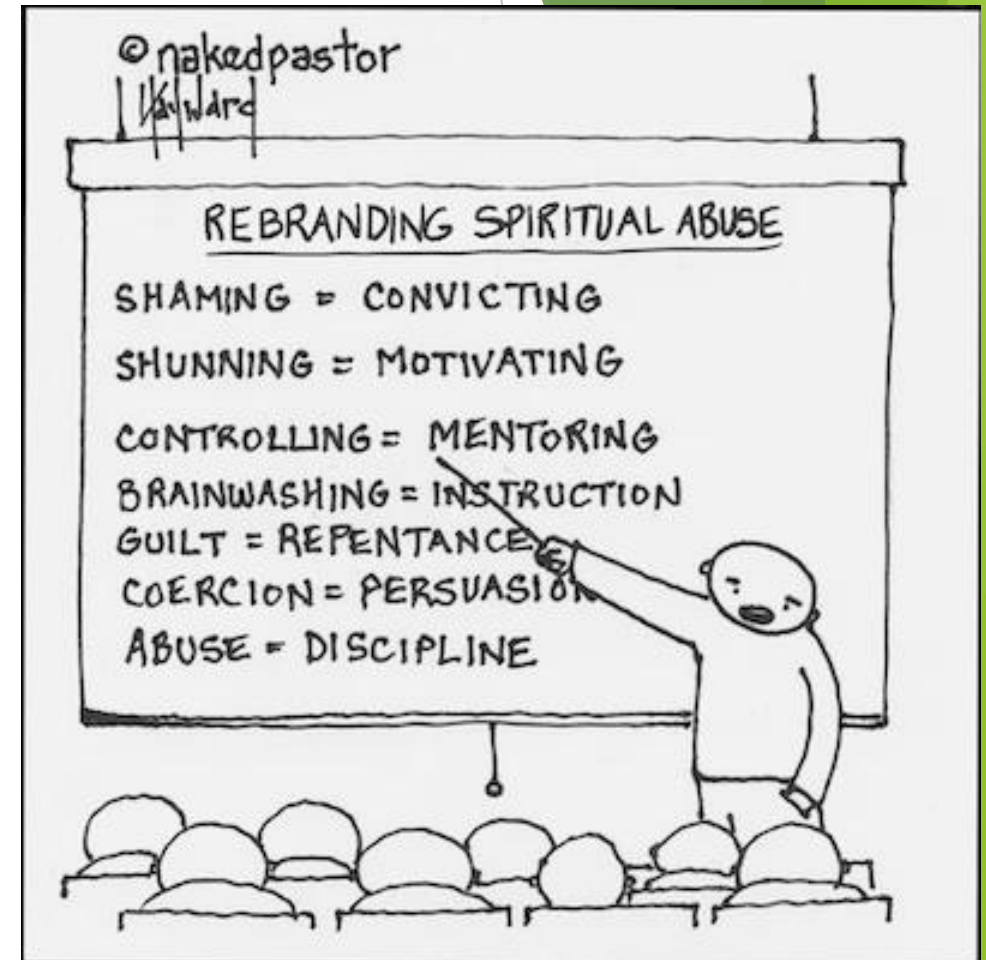 ©nakedpastor
Hayward
REBRANDING SPIRITUAL ABUSE
SHAMING = CONVICTING
SHUNNING = MOTIVATING
CONTROLLING = MENTORING
BRAINWASHING = INSTRUCTION
GUILT = REPENTANCE
COERCION = PERSUASION
ABUSE = DISCIPLINE